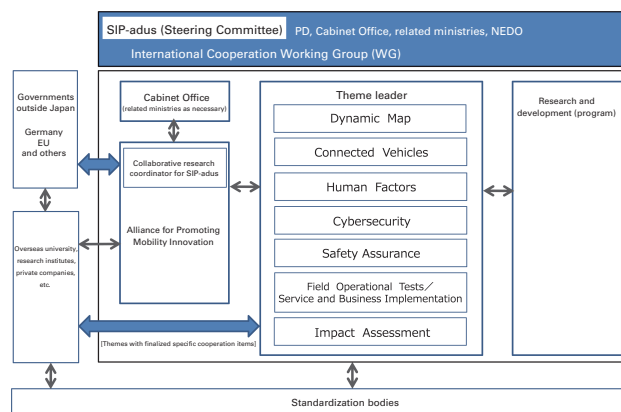 SIP-adus (Steering Committee) PD, Cabinet Office, related ministries, NEDO
International Cooperation Working Group (WG)
Governments
outside Japan
Germany
EU
and others
Cabinet Office
(related ministries as necessary)
Theme leader
Dynamic Map
Connected Vehicles
Human Factors
Cybersecurity
Safety Assurance
Field Operational Tests／
Service and Business Implementation
Impact Assessment
Research and
development (program)
Collaborative research
coordinator for SIP-adus
Alliance for Promoting
Mobility Innovation
Overseas university,
research institutes,
private companies,
etc.
[Themes with finalized specific cooperation items]
Standardization bodies